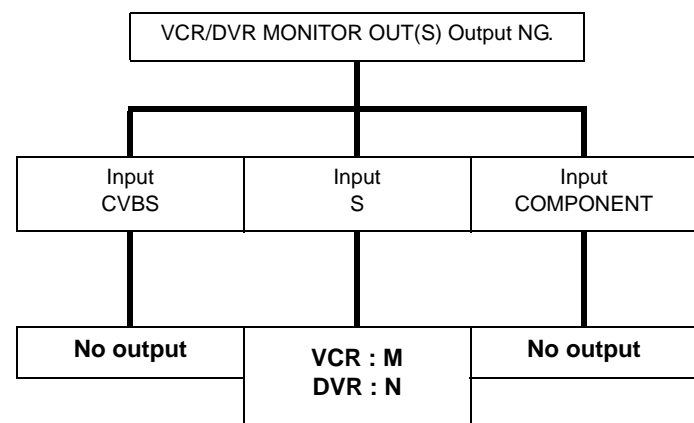 VCR/DVR MONITOR OUT(S) Output NG.
Input
CVBS
Input
S
Input
COMPONENT
No output
VCR : M
DVR : N
No output